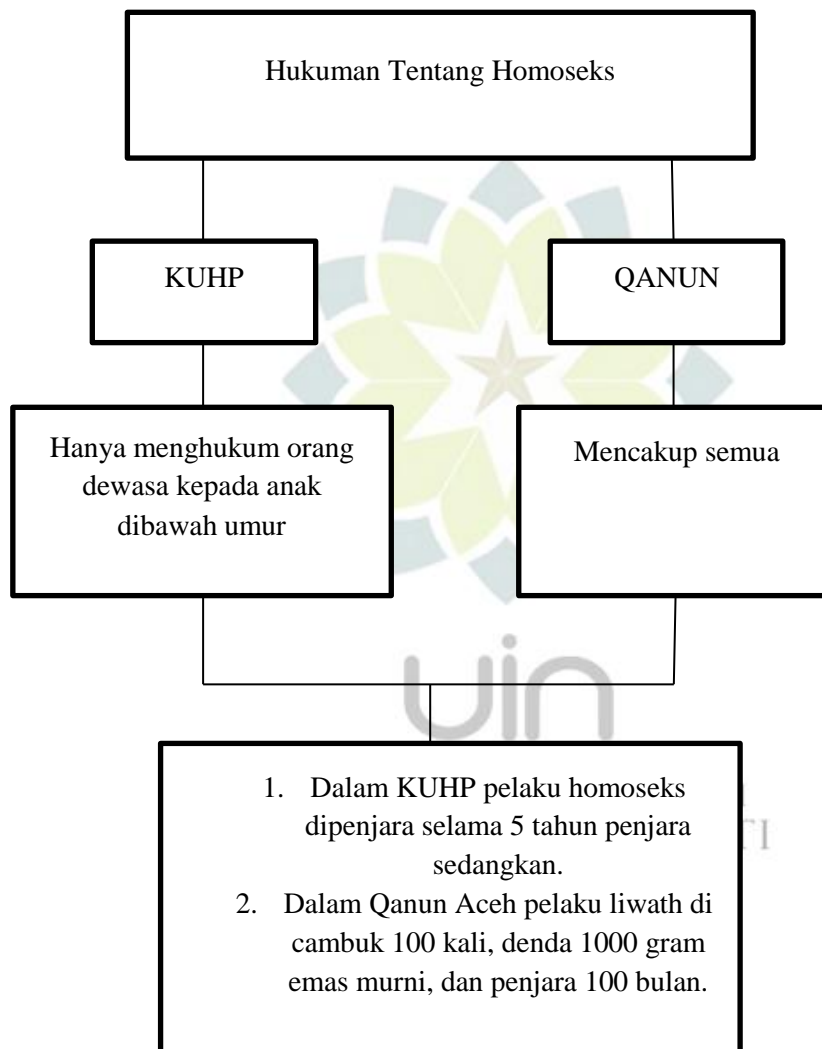 Hukuman Tentang Homoseks
KUHP
QANUN
Hanya menghukum orang
dewasa kepada anak
dibawah umur
Mencakup semua
uin
1. Dalam KUHP pelaku homoseks
dipenjara selama 5 tahun penjara
sedangkan.
2. Dalam Qanun Aceh pelaku liwath di
cambuk 100 kali, denda 1000 gram
emas murni, dan penjara 100 bulan.